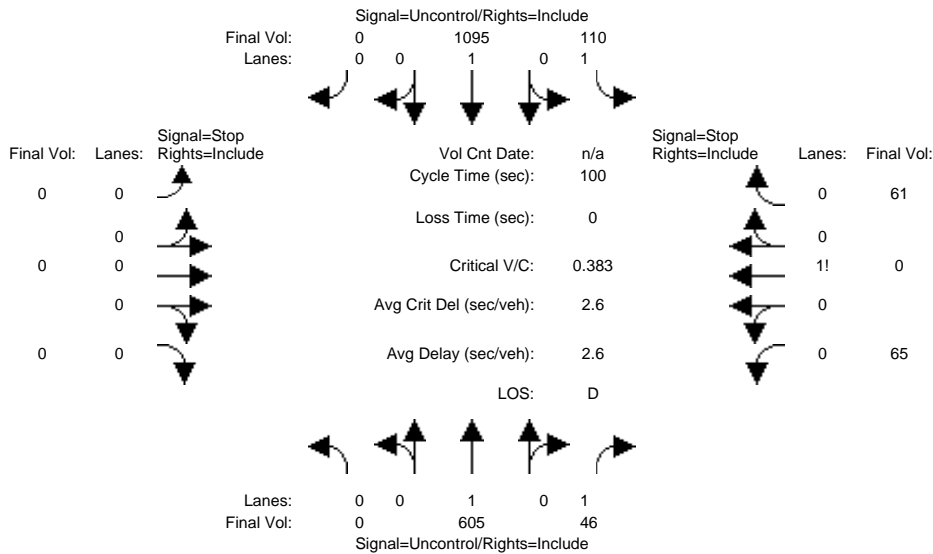 Signal=Uncontrol/Rights=Include
Final Vol: 0 1095 110
Lanes: 0 0 1 0 1
Signal=Stop
Final Vol: Lanes: Rights=Include
Vol Cnt Date: n/a
Signal=Stop
Rights=Include Lanes: Final Vol:
Cycle Time (sec): 100
0 0
0 61
Loss Time (sec): 0
0
0
0 0
Critical V/C: 0.383
1! 0
0
Avg Crit Del (sec/veh): 2.6
0
0 0
Avg Delay (sec/veh): 2.6
0 65
LOS: D
Lanes: 0 0 1 0 1
Final Vol: 0 605 46
Signal=Uncontrol/Rights=Include